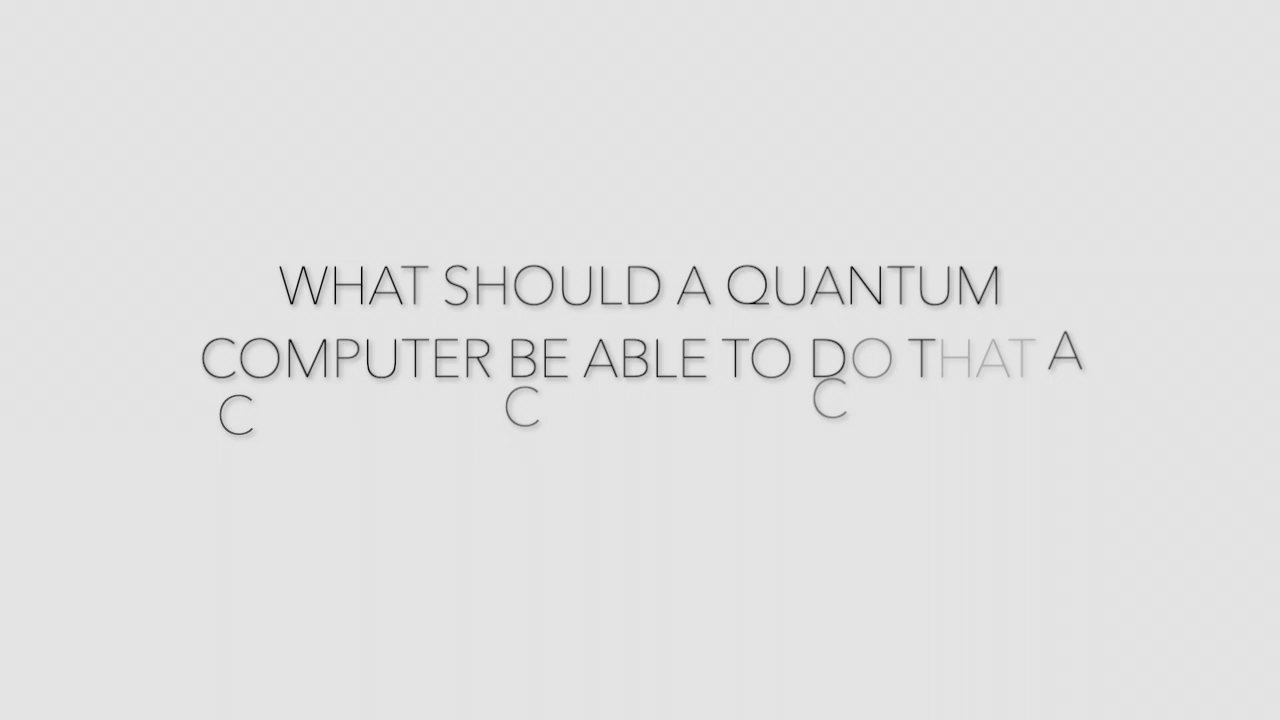 WHAT SHOULD A QUANTUM
COMPUTER BE ABLE TO DO THAT A
C C C